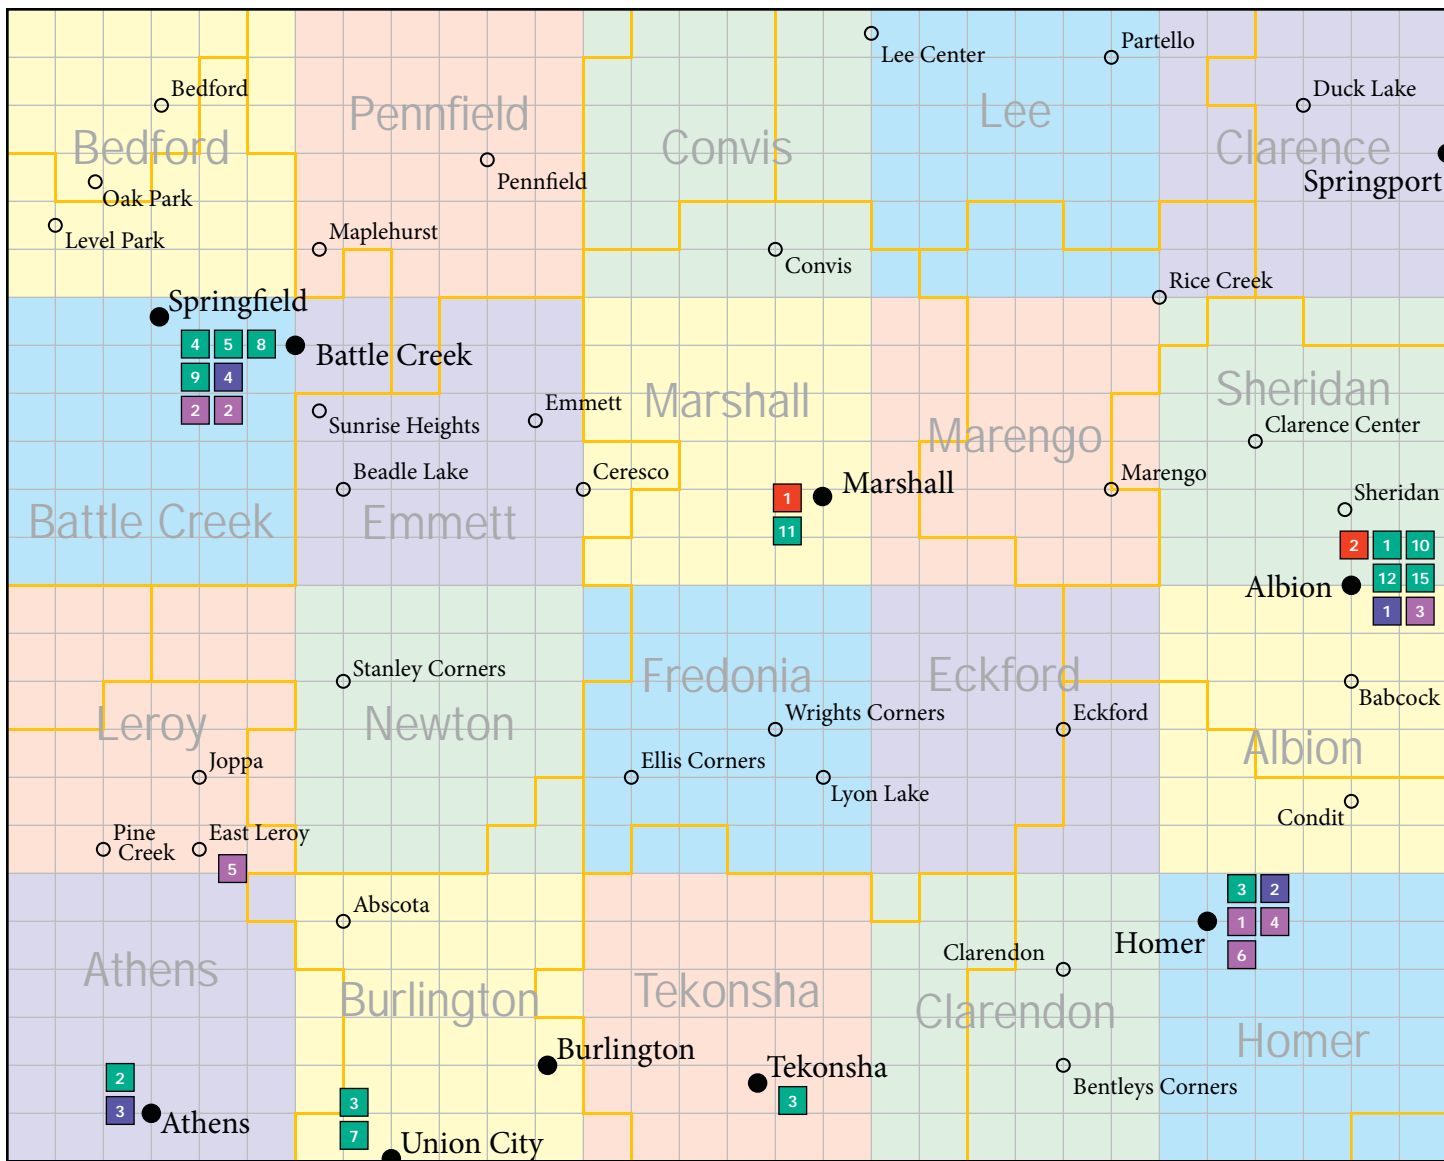 Lee Center
Partello
Bedford
Duck Lake
Pennfield
Lee
Bedford
Convis
Clarence
Pennfield
Springport
Oak Park
Level Park
Maplehurst
Convis
Rice Creek
Springfield
4 5 8
Battle Creek
9 4
2 2
Sunrise Heights
Emmett
Marshall
Sheridan
Clarence Center
Marengo
Beadle Lake
Ceresco
Marshall
Marengo
1
11
Sheridan
Battle Creek
Emmett
2 1 10
12 15
Albion
1 3
Stanley Corners
Fredonia
Eckford
Babcock
Leroy
Newton
Wrights Corners
Eckford
Albion
Joppa
Ellis Corners
Lyon Lake
Condit
Pine
Creek
East Leroy
5
3 2
Abscota
1 4
Homer
6
Clarendon
Athens
Burlington
Tekonsha
Clarendon
Homer
Burlington
Tekonsha
Bentleys Corners
2
3
3
3
Athens
7
Union City